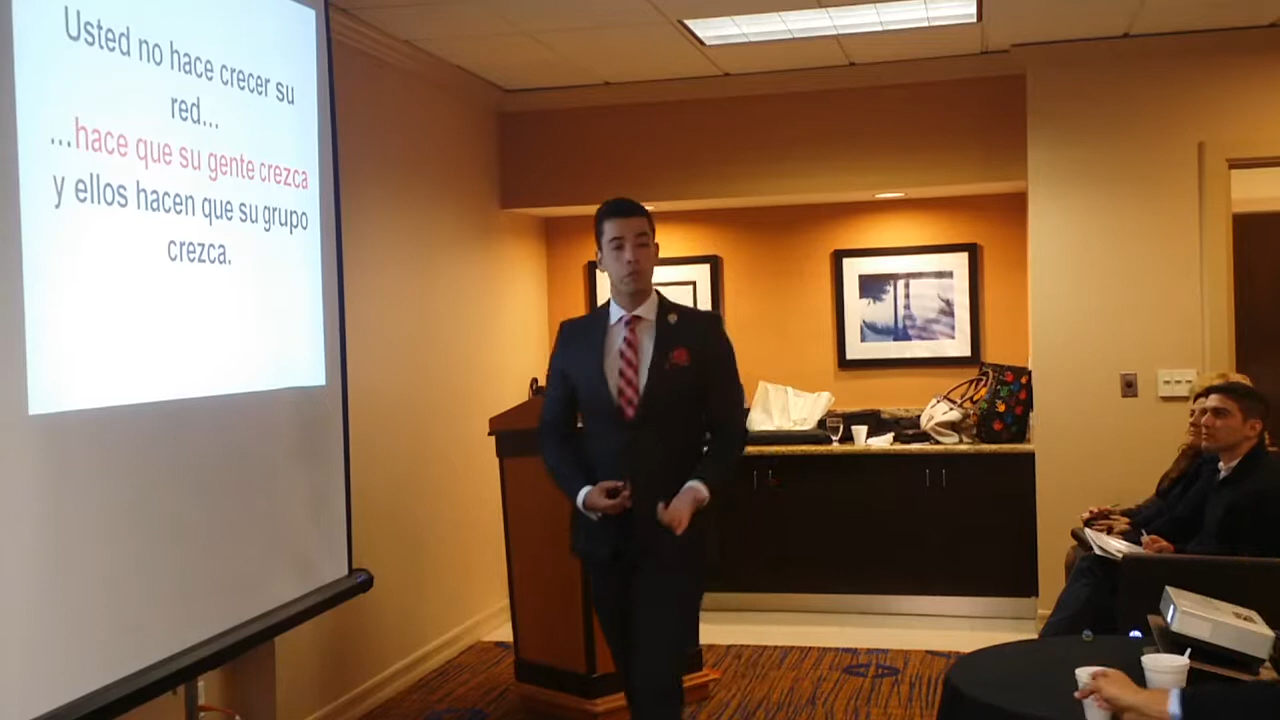 Usted no hace crecer su
red...
...hace que su gente crezca
y ellos hacen que su grupo
crezca.